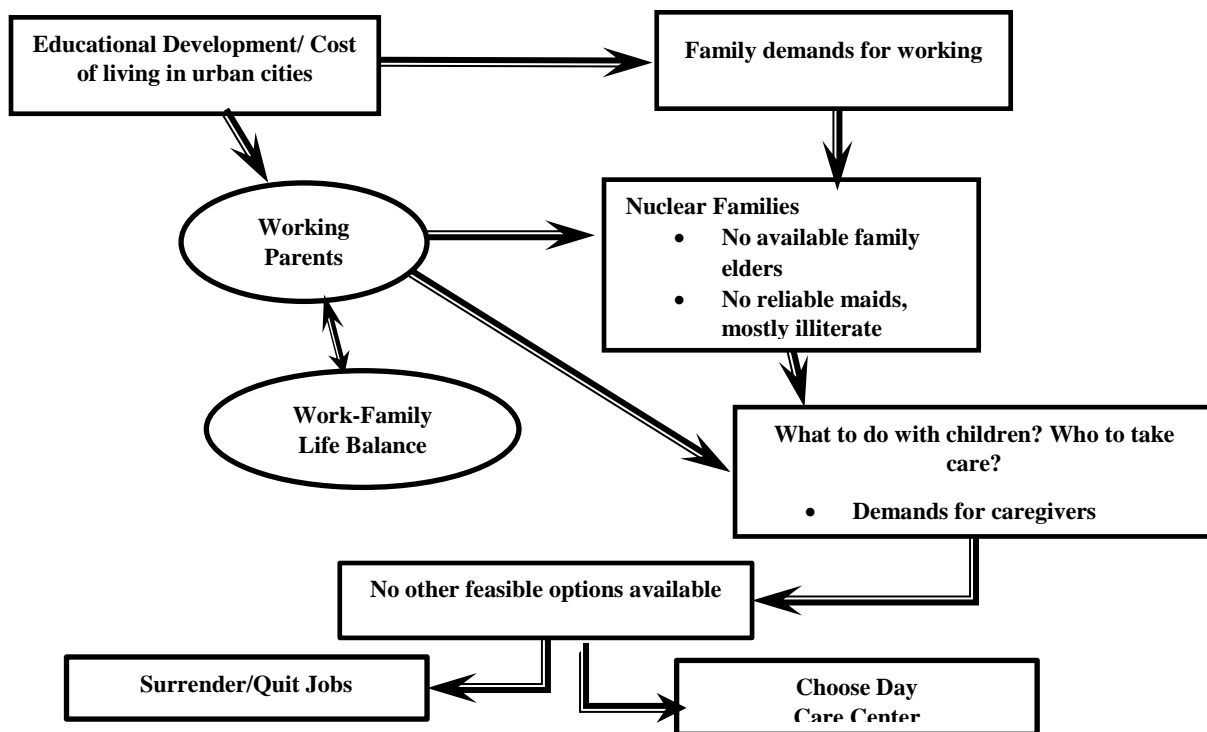 Educational Development/ Cost
of living in urban cities
Family demands for working
Working
Parents
Nuclear Families
• No available family
elders
• No reliable maids,
mostly illiterate
Work-Family
Life Balance
What to do with children? Who to take
care?
• Demands for caregivers
No other feasible options available
Surrender/Quit Jobs
Choose Day
Care Center